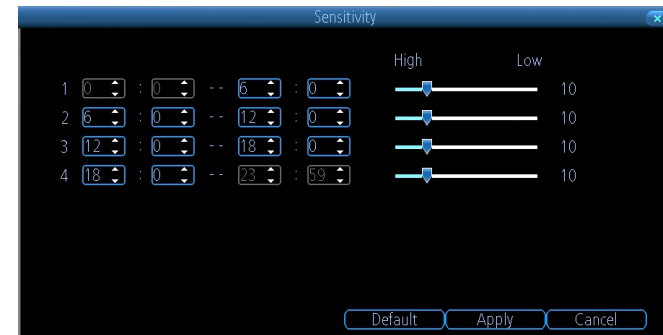 Sensitivity
High Low
1 0 : 0 -- 6 : 0 10
2 6 : 0 -- 12 : 0 10
3 12 : 0 -- 18 : 0 10
4 18 : 0 -- 23 : 59 10
Default Apply Cancel